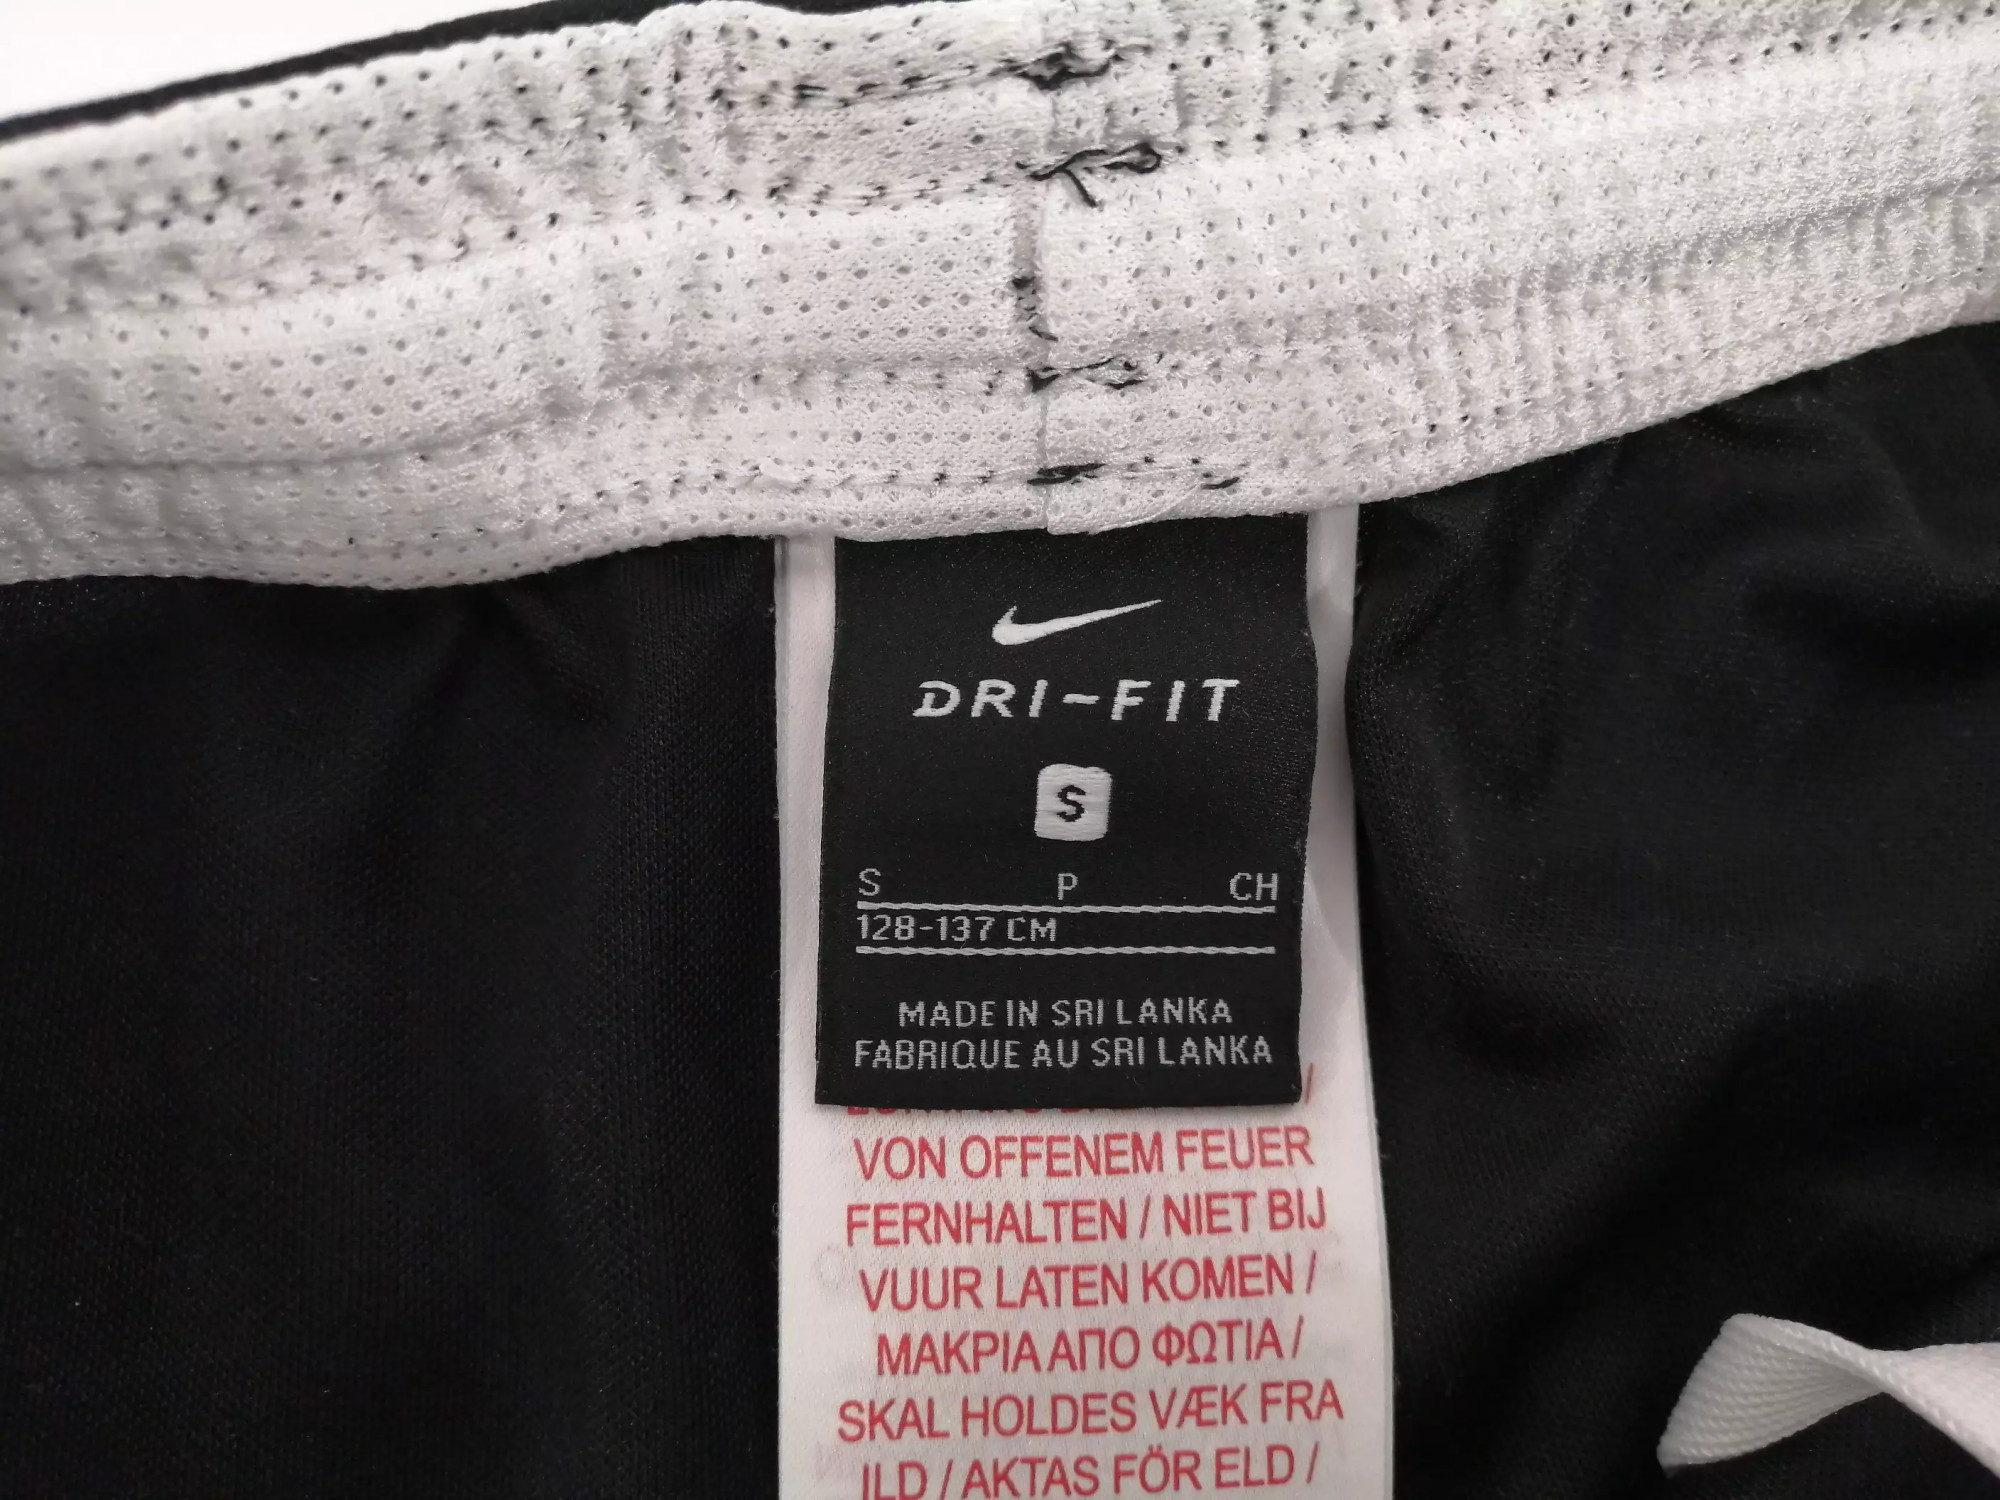 DRI-FIT
S
S P CH
128-137 CM
MADE IN SRI LANKA
FABRIQUE AU SRI LANKA
/
VON OFFENEM FEUER
FERNHALTEN / NIET BIJ
VUUR LATEN KOMEN /
ΜΑΚΡΙΑ ΑΠΟ ΦΩΤΙΑ /
SKAL HOLDES VÆK FRA
ILD / AKTAS FÖR ELD /